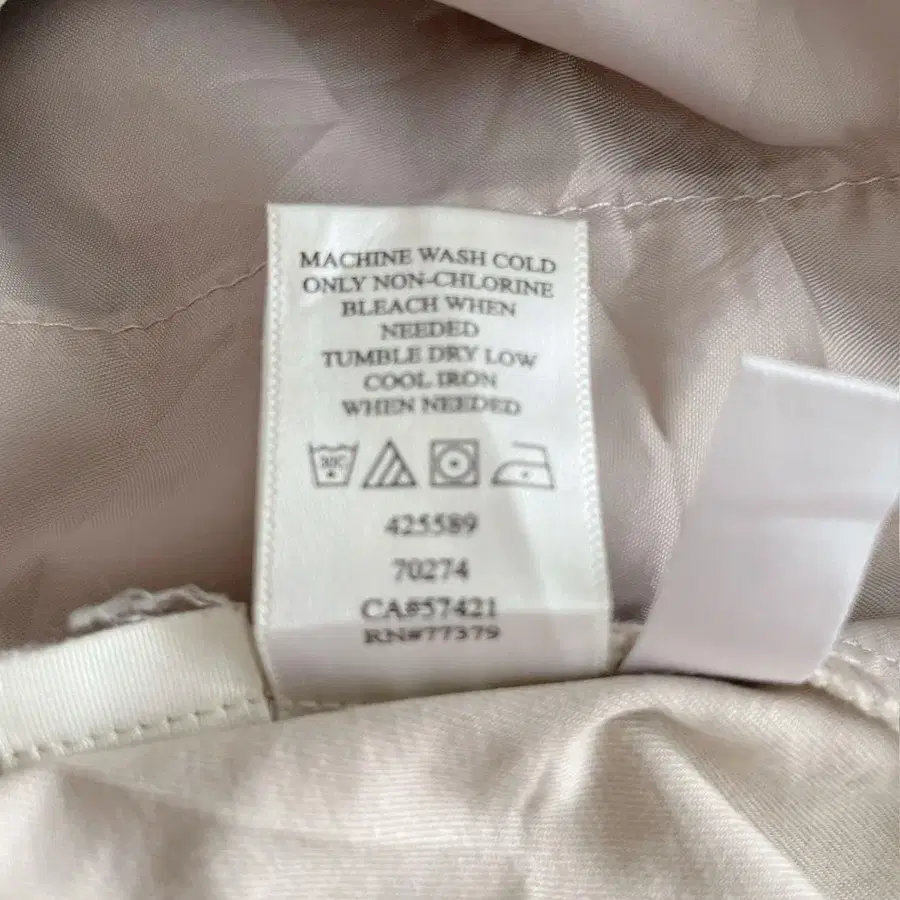 MACHINE WASH COLD
ONLY NON-CHLORINE
BLEACH WHEN
NEEDED
TUMBLE DRY LOW
COOL IRON
WHEN NEEDED
30C
425589
70274
CA#57421
RN#77379